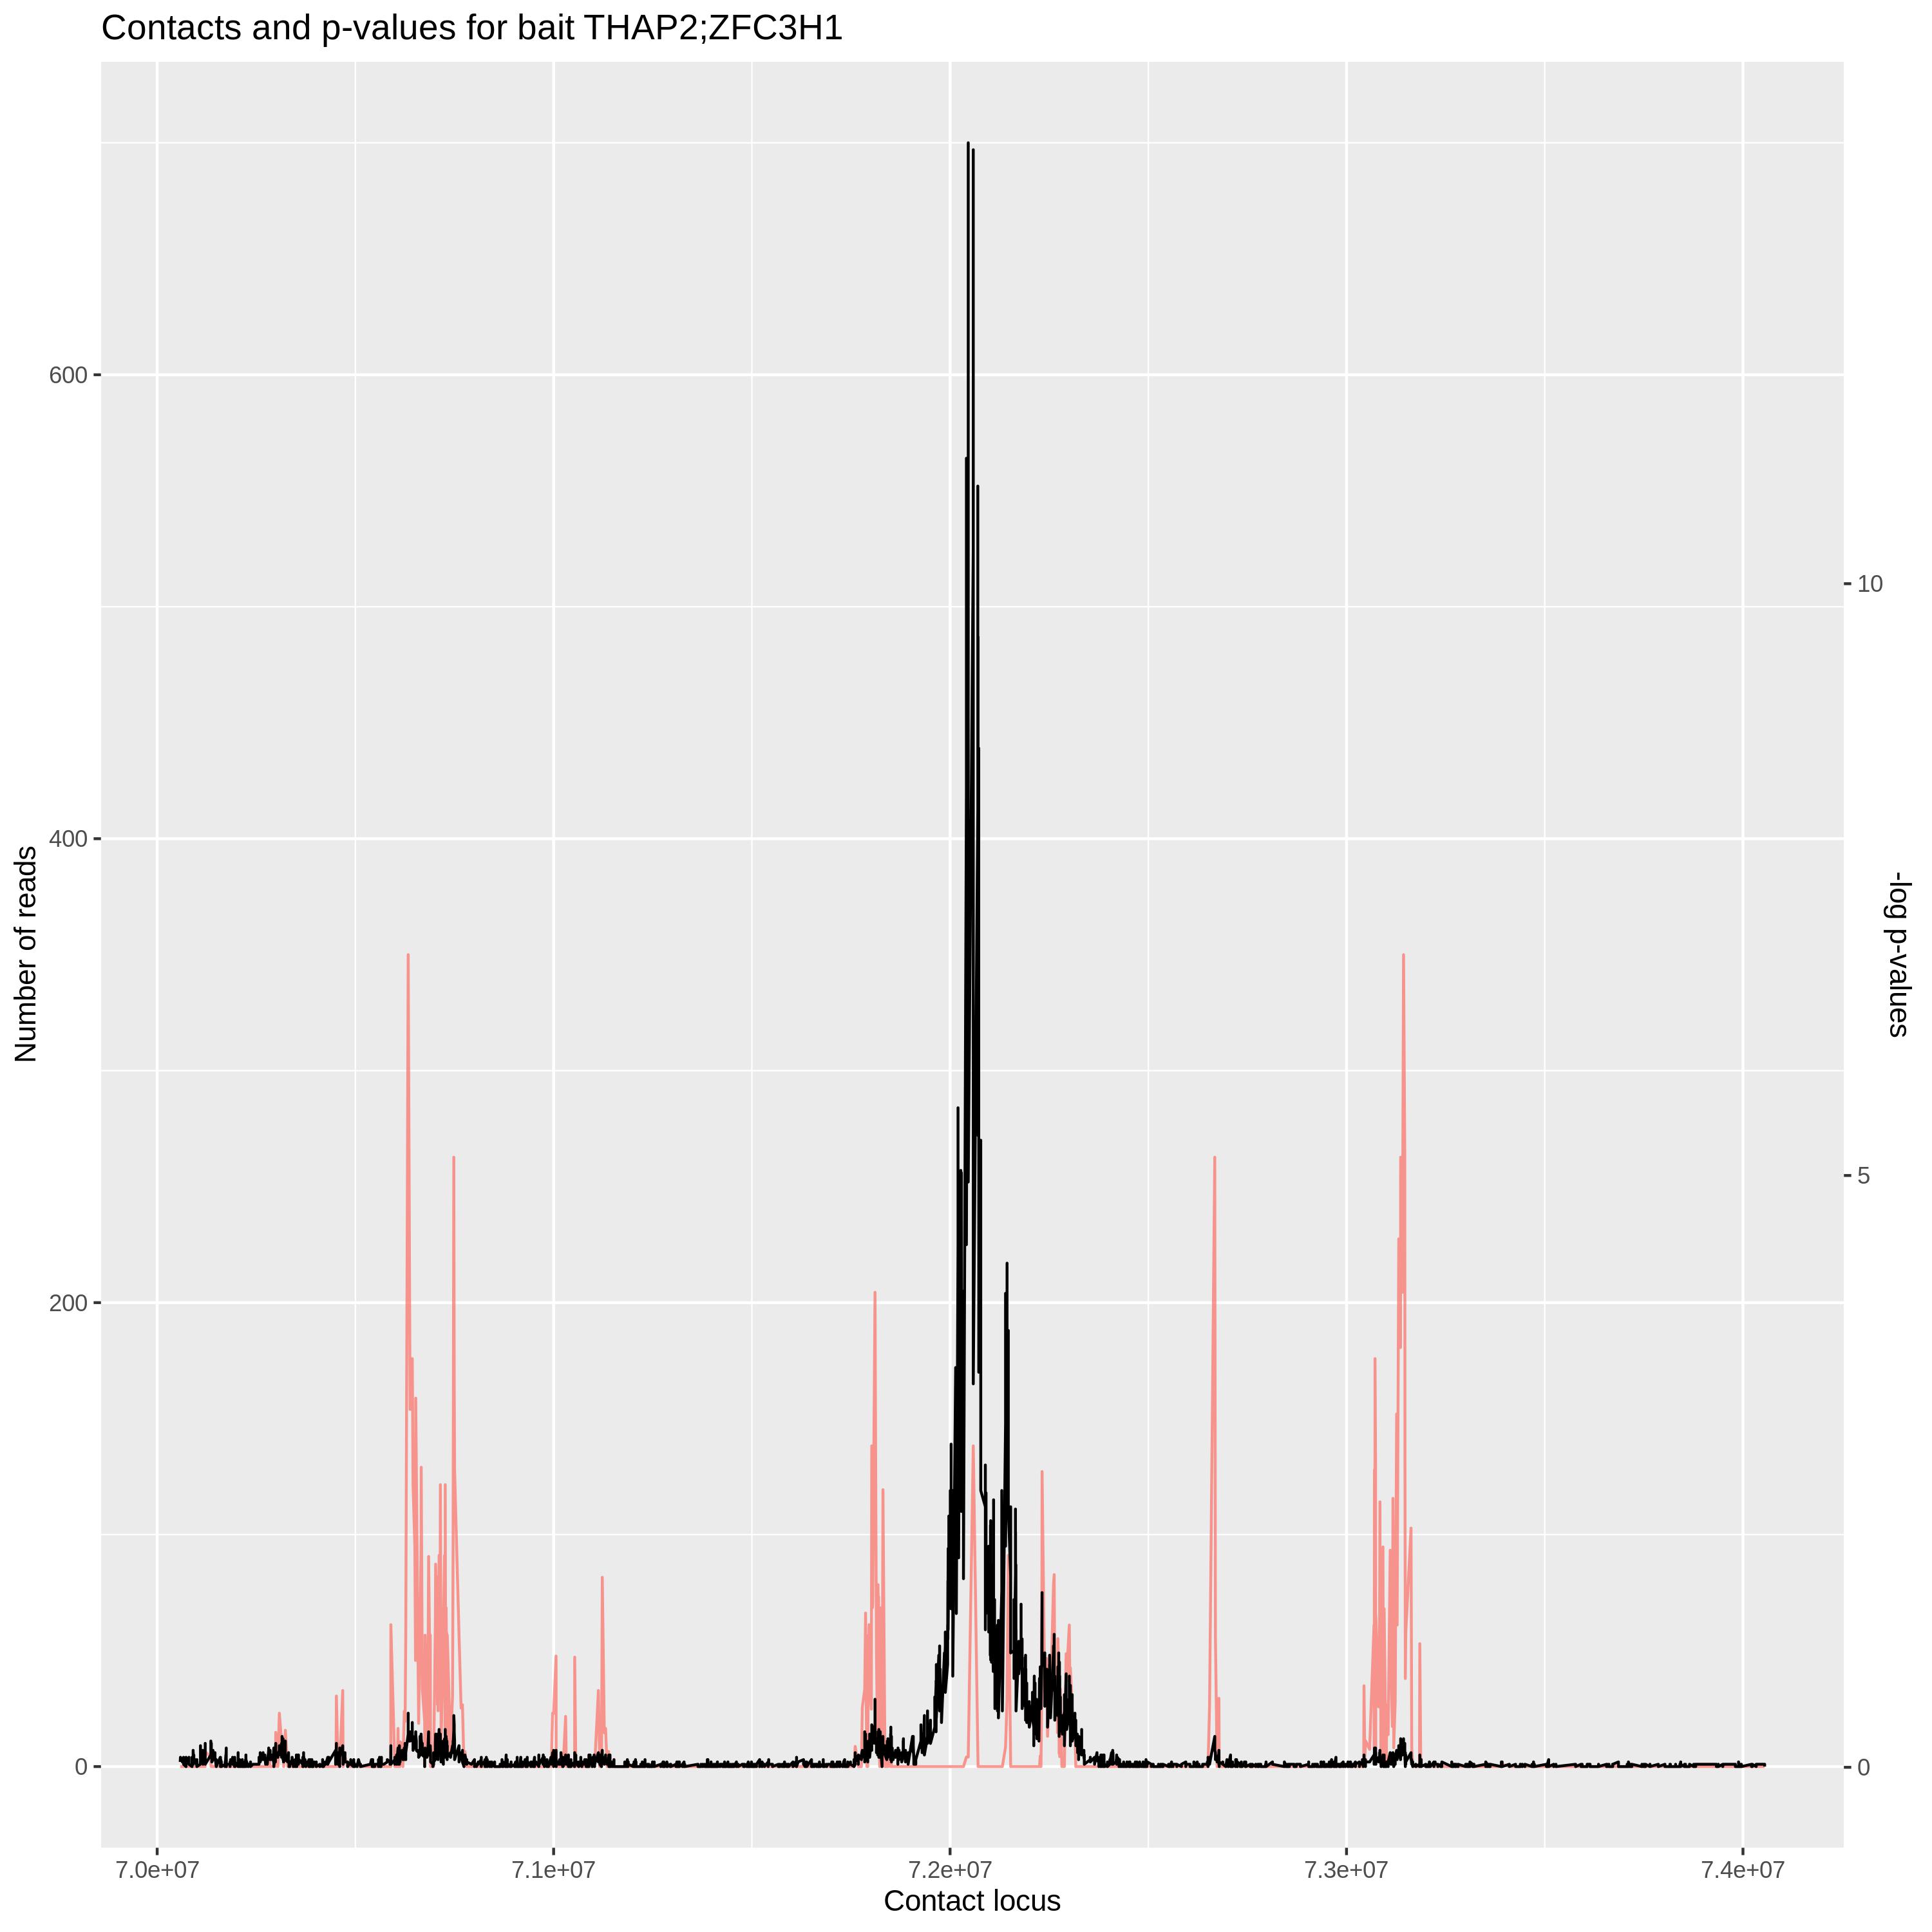 Contacts and p-values for bait THAP2;ZFC3H1
600
400
200
0
Number of reads
10
5
0
-log p-values
7.0e+07
7.1e+07
7.2e+07
7.3e+07
7.4e+07
Contact locus